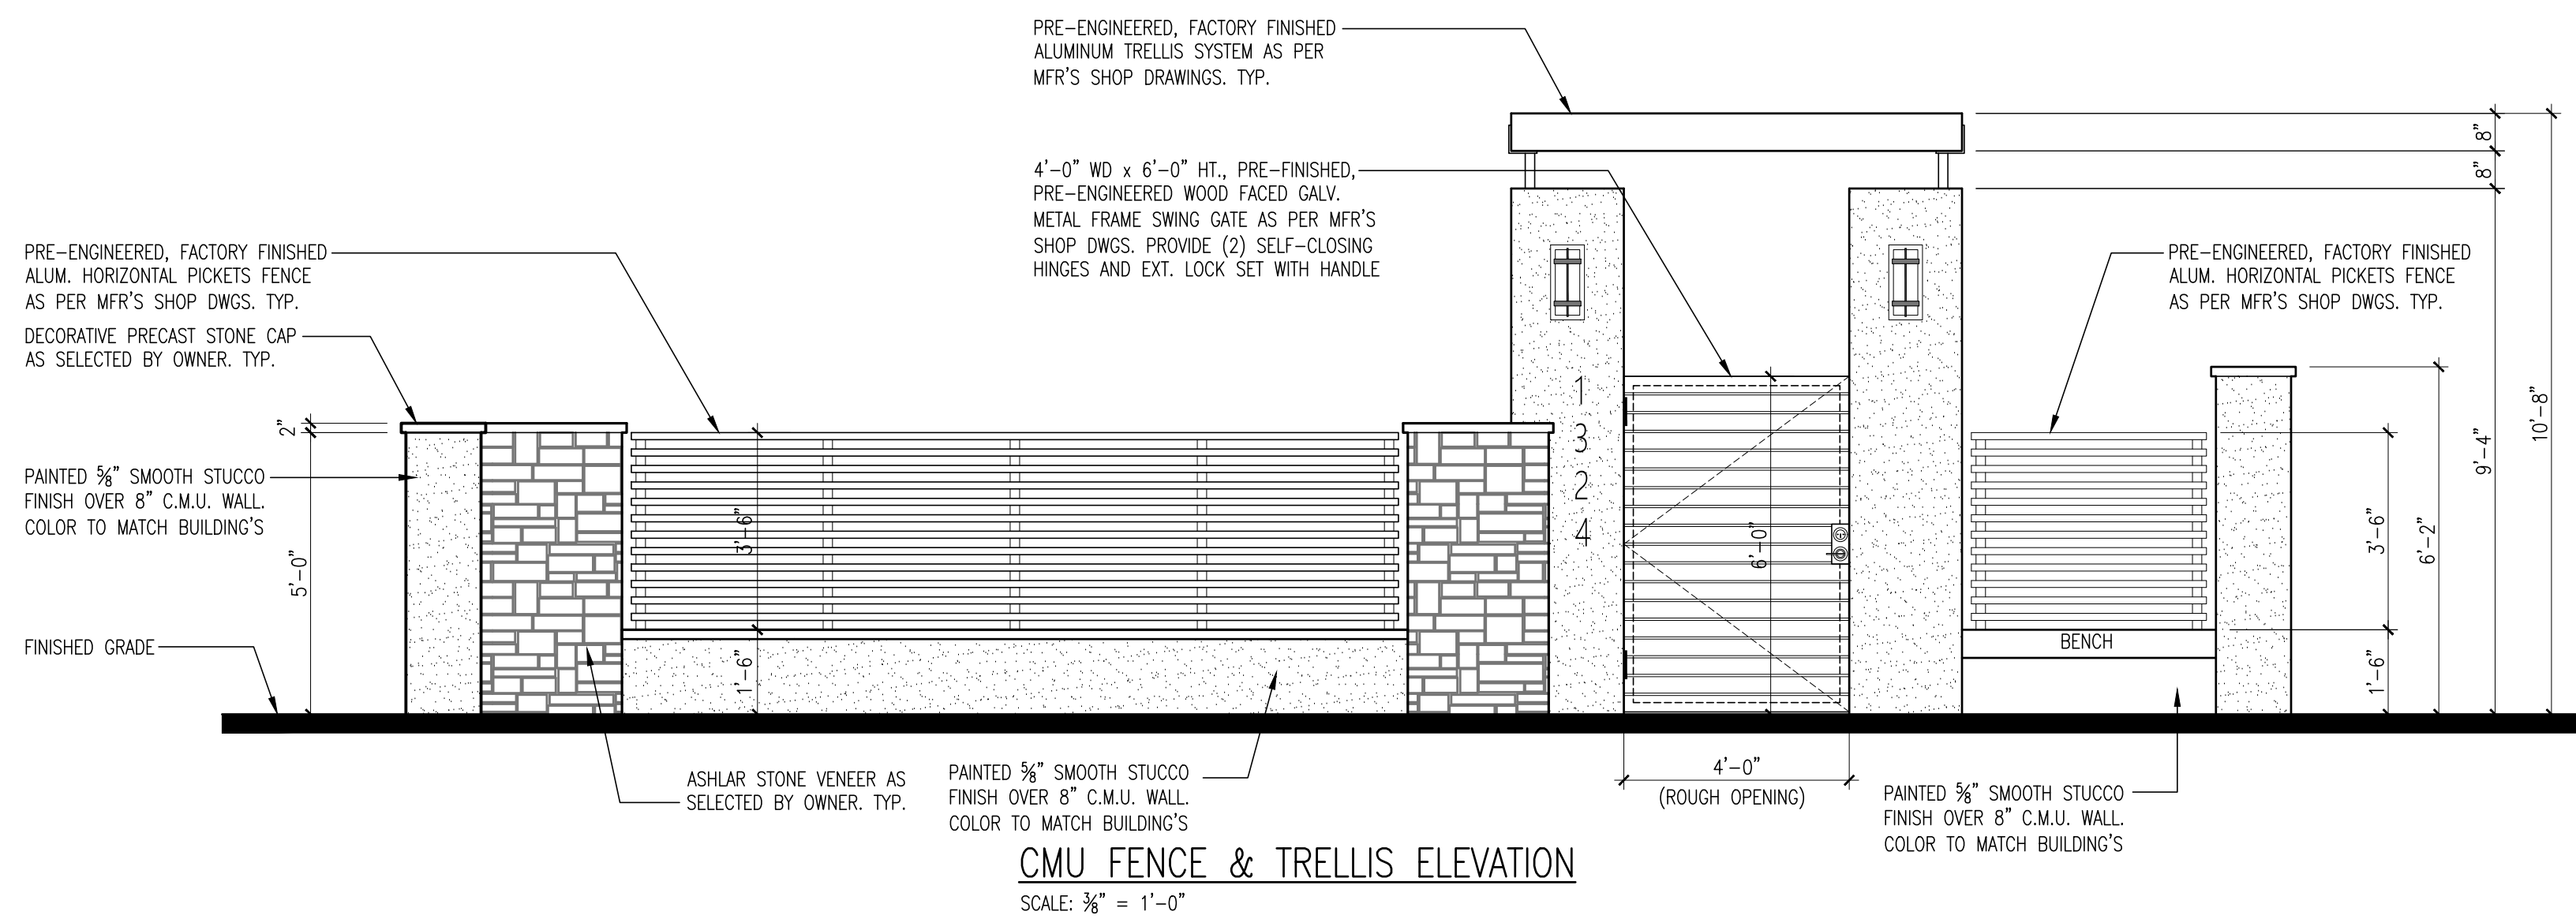 PRE-ENGINEERED, FACTORY FINISHED
ALUMINUM TRELLIS SYSTEM AS PER
MFR'S SHOP DRAWINGS. TYP.
4'-0" WD x 6'-0" HT., PRE-FINISHED,
PRE-ENGINEERED WOOD FACED GALV.
METAL FRAME SWING GATE AS PER MFR'S
SHOP DWGS. PROVIDE (2) SELF-CLOSING
HINGES AND EXT. LOCK SET WITH HANDLE
PRE-ENGINEERED, FACTORY FINISHED
ALUM. HORIZONTAL PICKETS FENCE
AS PER MFR'S SHOP DWGS. TYP.
DECORATIVE PRECAST STONE CAP
AS SELECTED BY OWNER. TYP.
PAINTED ⅝" SMOOTH STUCCO
FINISH OVER 8" C.M.U. WALL.
COLOR TO MATCH BUILDING'S
FINISHED GRADE
2"
5'-0"
3'-6"
1'-6"
1
3
2
4
6'-0"
PRE-ENGINEERED, FACTORY FINISHED
ALUM. HORIZONTAL PICKETS FENCE
AS PER MFR'S SHOP DWGS. TYP.
BENCH
3'-6"
1'-6"
6'-2"
8"
8"
9'-4"
10'-8"
ASHLAR STONE VENEER AS
SELECTED BY OWNER. TYP.
PAINTED ⅝" SMOOTH STUCCO
FINISH OVER 8" C.M.U. WALL.
COLOR TO MATCH BUILDING'S
4'-0"
(ROUGH OPENING)
PAINTED ⅝" SMOOTH STUCCO
FINISH OVER 8" C.M.U. WALL.
COLOR TO MATCH BUILDING'S
CMU FENCE & TRELLIS ELEVATION
SCALE: ⅜" = 1'-0"